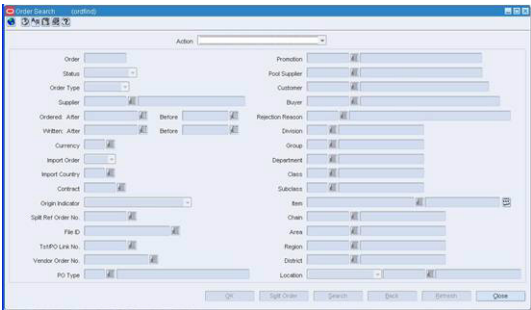 Order Search (ordfind)
Action
Order
Promotion
Status
Pool Supplier
Order Type
Customer
Supplier
Buyer
Ordered: After Before
Rejection Reason
Written: After Before
Division
Currency
Group
Import Order
Department
Import Country
Class
Contract
Subclass
Origin Indicator
Item
Split Ref Order No.
Chain
File ID
Area
Tsf/PO Link No.
Region
Vendor Order No.
District
PO Type
Location
OK Split Order Search Back Refresh Close